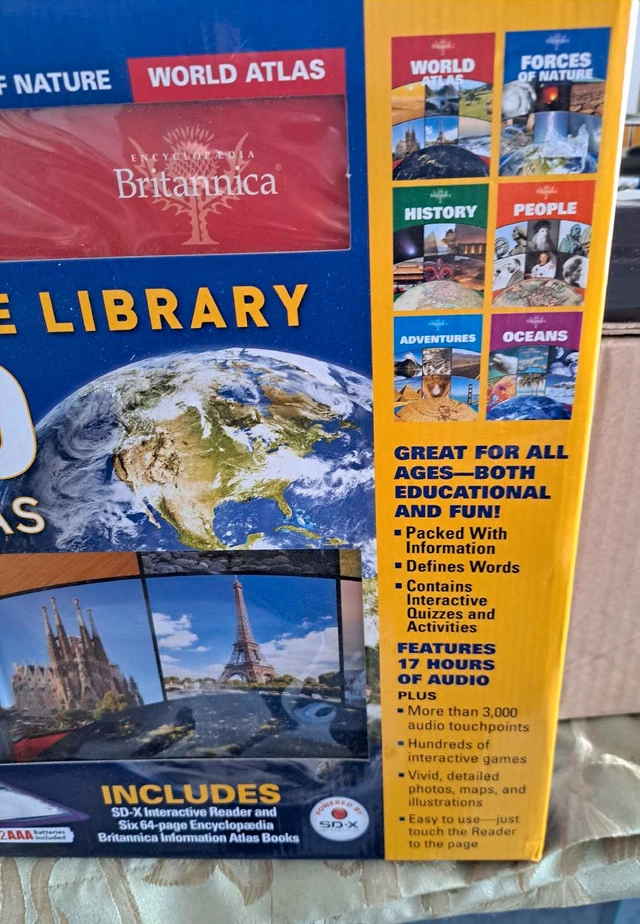 F NATURE
WORLD ATLAS
ENCYCLOPÆDIA
Britannica
E LIBRARY
AS
INCLUDES
SD-X Interactive Reader and
Six 64-page Encyclopædia
Britannica Information Atlas Books
2 AAA Batteries
Included
POWERED BY
SD-X
WORLD
ATLAS
FORCES
OF NATURE
HISTORY
PEOPLE
ADVENTURES
OCEANS
GREAT FOR ALL
AGES—BOTH
EDUCATIONAL
AND FUN!
▪ Packed With
Information
▪ Defines Words
▪ Contains
Interactive
Quizzes and
Activities
FEATURES
17 HOURS
OF AUDIO
PLUS
▪ More than 3,000
audio touchpoints
▪ Hundreds of
interactive games
▪ Vivid, detailed
photos, maps, and
illustrations
▪ Easy to use—just
touch the Reader
to the page